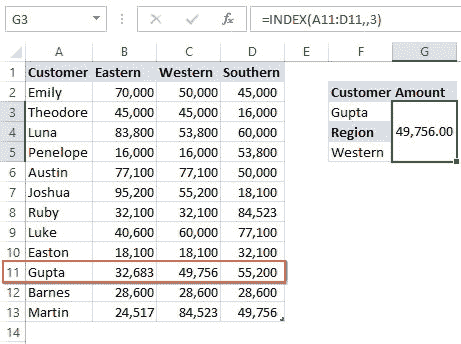 G3 fx =INDEX(A11:D11,,3)
A B C D E F G
1 Customer Eastern Western Southern
2 Emily 70,000 50,000 45,000 Customer Amount
3 Theodore 45,000 45,000 16,000 Gupta
4 Luna 83,800 53,800 60,000 Region 49,756.00
5 Penelope 16,000 16,000 53,800 Western
6 Austin 77,100 77,100 50,000
7 Joshua 95,200 55,200 18,100
8 Ruby 32,100 32,100 84,523
9 Luke 40,600 60,000 77,100
10 Easton 18,100 18,100 32,100
11 Gupta 32,683 49,756 55,200
12 Barnes 28,600 28,600 28,600
13 Martin 24,517 84,523 49,756
14